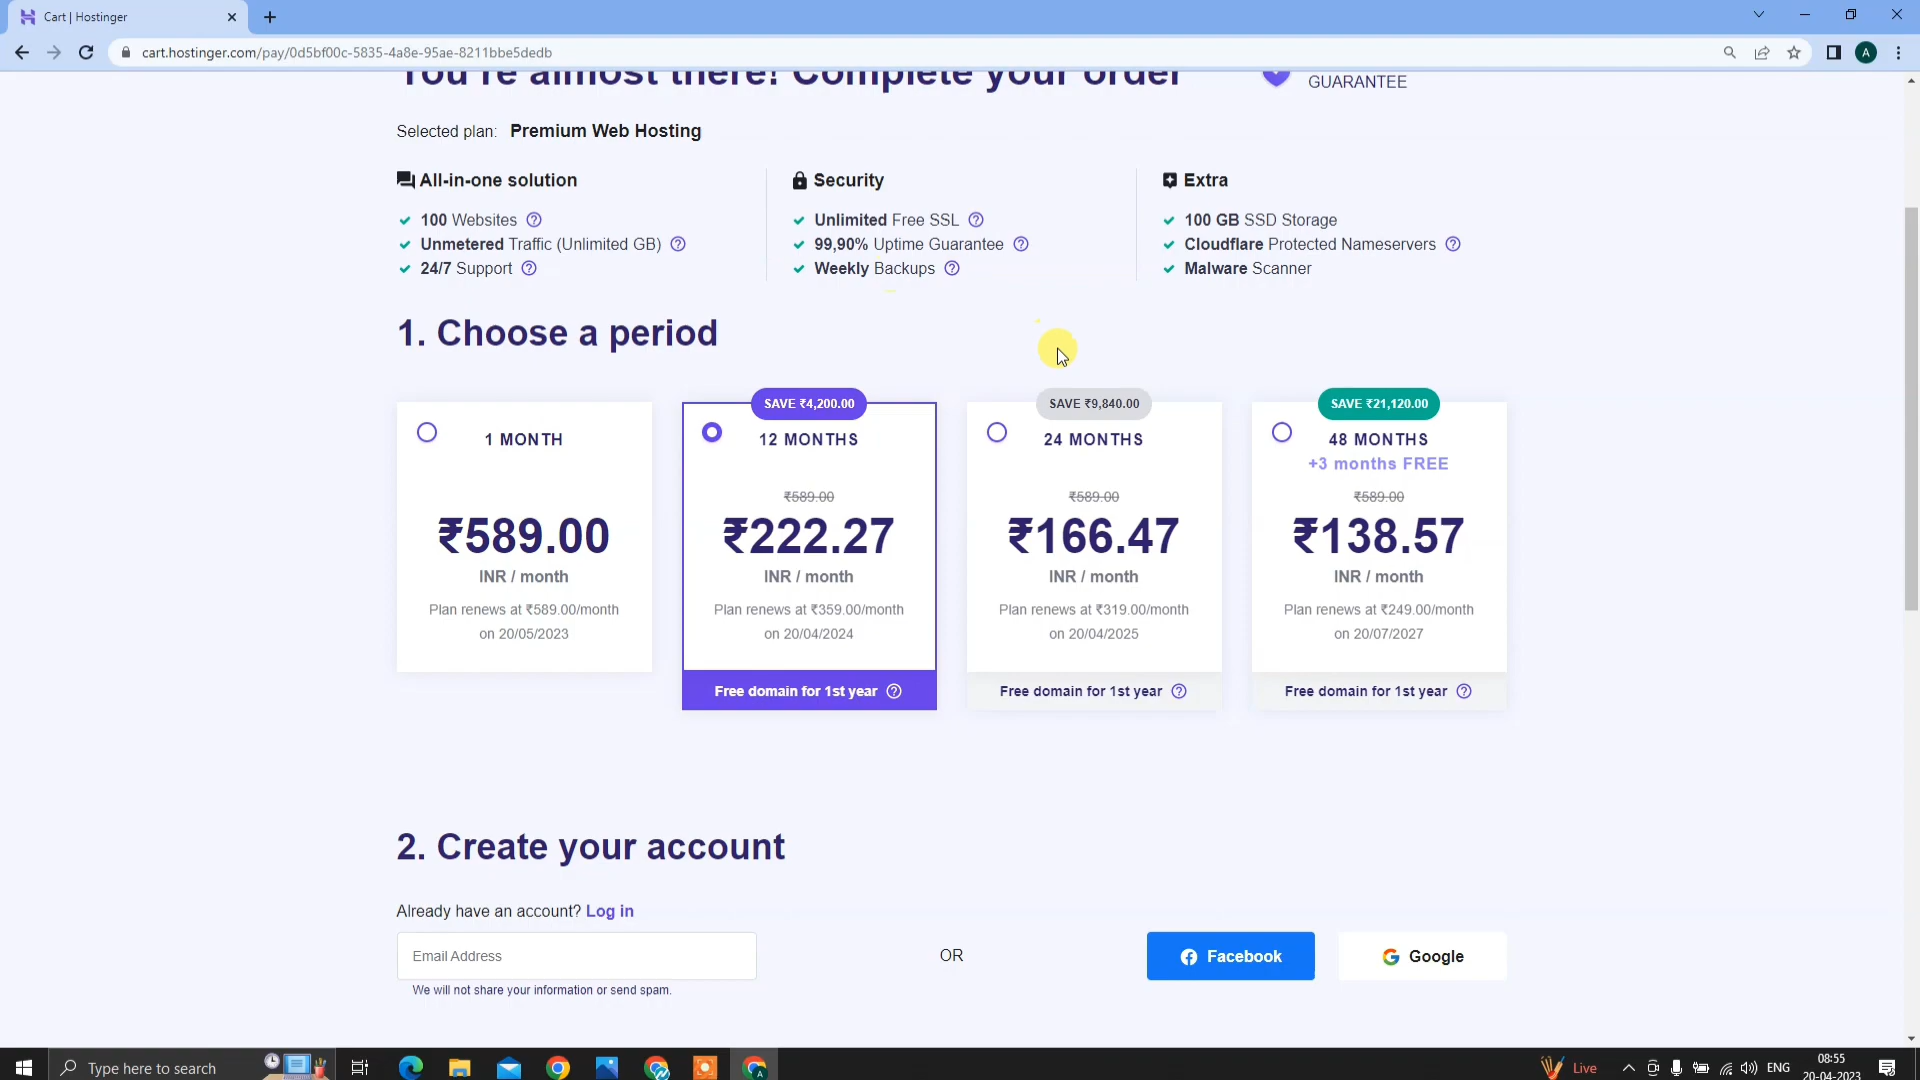 Cart | Hostinger
cart.hostinger.com/pay/0d5bf00c-5835-4a8e-95ae-8211bbe5dedb
A
You're almost there! Complete your order
GUARANTEE
Selected plan: Premium Web Hosting
All-in-one solution
100 Websites
Unmetered Traffic (Unlimited GB)
24/7 Support
Security
Unlimited Free SSL
99,90% Uptime Guarantee
Weekly Backups
Extra
100 GB SSD Storage
Cloudflare Protected Nameservers
Malware Scanner
1. Choose a period
1 MONTH
₹589.00
INR / month
Plan renews at ₹589.00/month
on 20/05/2023
SAVE ₹4,200.00
12 MONTHS
₹589.00
₹222.27
INR / month
Plan renews at ₹359.00/month
on 20/04/2024
Free domain for 1st year
SAVE ₹9,840.00
24 MONTHS
₹589.00
₹166.47
INR / month
Plan renews at ₹319.00/month
on 20/04/2025
Free domain for 1st year
SAVE ₹21,120.00
48 MONTHS
+3 months FREE
₹589.00
₹138.57
INR / month
Plan renews at ₹249.00/month
on 20/07/2027
Free domain for 1st year
2. Create your account
Already have an account? Log in
Email Address
We will not share your information or send spam.
OR
Facebook
Google
Type here to search
Live
ENG
08:55
20-04-2023